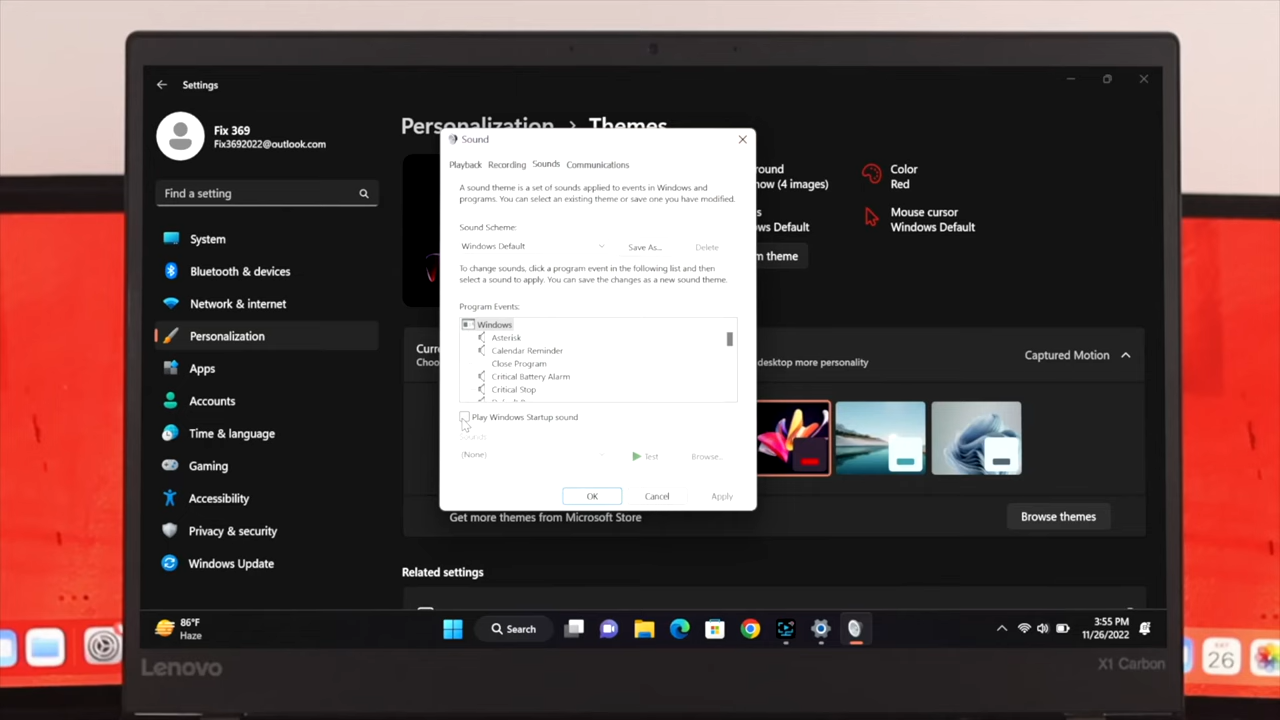 Settings
Fix 369
Fix3692022@outlook.com
Find a setting
System
Bluetooth & devices
Network & internet
Personalization
Apps
Accounts
Time & language
Gaming
Accessibility
Privacy & security
Windows Update
Personalization > Themes
Sound
Playback Recording Sounds Communications
A sound theme is a set of sounds applied to events in Windows and
programs. You can select an existing theme or save one you have modified.
Sound Scheme:
Windows Default
Save As...
Delete
To change sounds, click a program event in the following list and then
select a sound to apply. You can save the changes as a new sound theme.
Program Events:
Windows
Asterisk
Calendar Reminder
Close Program
Critical Battery Alarm
Critical Stop
Play Windows Startup sound
Sounds:
(None)
Test
Browse...
OK
Cancel
Apply
(4 images)
Default
theme
Color
Red
Mouse cursor
Windows Default
desktop more personality
Captured Motion
Get more themes from Microsoft Store
Browse themes
Related settings
86°F
Haze
Search
3:55 PM
11/26/2022
Lenovo
X1 Carbon
26